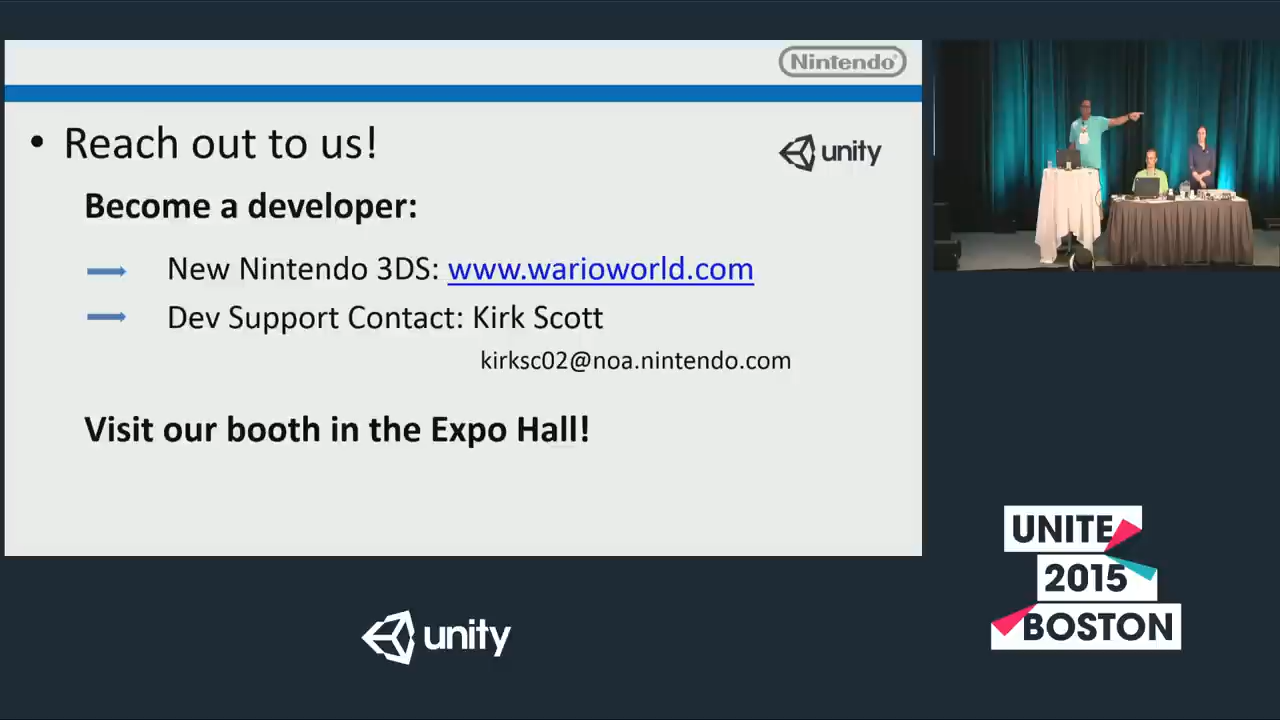 Nintendo
• Reach out to us!
unity
Become a developer:
New Nintendo 3DS: www.warioworld.com
Dev Support Contact: Kirk Scott
kirksc02@noa.nintendo.com
Visit our booth in the Expo Hall!
UNITE
2015
BOSTON
unity